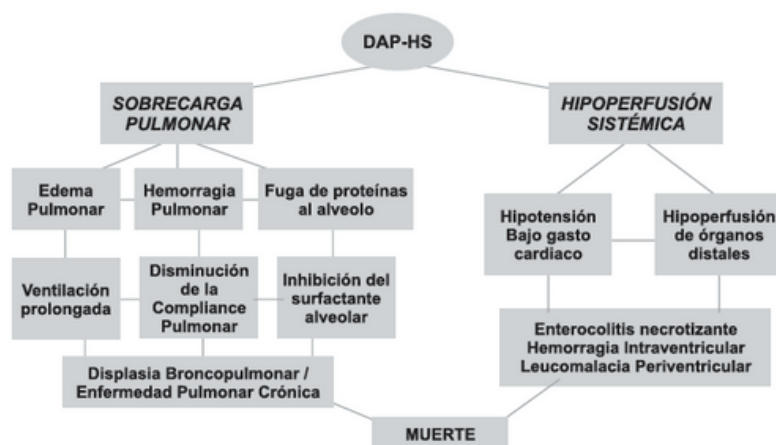 DAP-HS
SOBRECARGA
PULMONAR
HIPOPERFUSIÓN
SISTÉMICA
Edema
Pulmonar
Hemorragia
Pulmonar
Fuga de proteínas
al alveolo
Hipotensión
Bajo gasto
cardiaco
Hipoperfusión
de órganos
distales
Ventilación
prolongada
Disminución
de la
Compliance
Pulmonar
Inhibición del
surfactante
alveolar
Enterocolitis necrotizante
Hemorragia Intraventricular
Leucomalacia Periventricular
Displasia Broncopulmonar /
Enfermedad Pulmonar Crónica
MUERTE